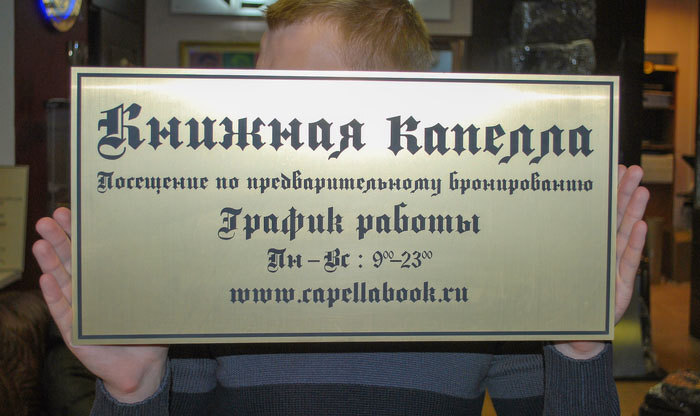 Книжная капелла
Посещение по предварительному бронированию
График работы
Пн – Вс : 9⁰⁰–23⁰⁰
www.capellabook.ru